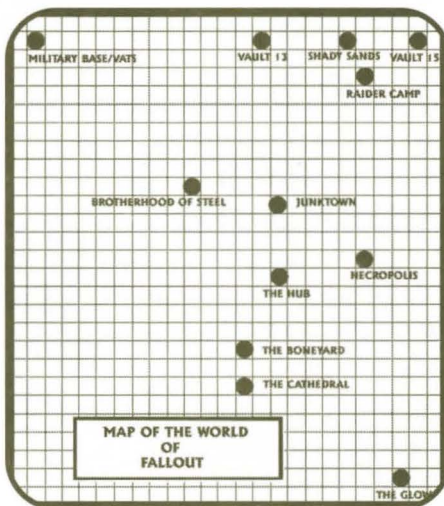 MILITARY BASE/VATS
VAULT 13
SHADY SANDS
VAULT 15
RAIDER CAMP
BROTHERHOOD OF STEEL
JUNKTOWN
NECROPOLIS
THE HUB
THE BONEYARD
THE CATHEDRAL
MAP OF THE WORLD
OF
FALLOUT
THE GLOW